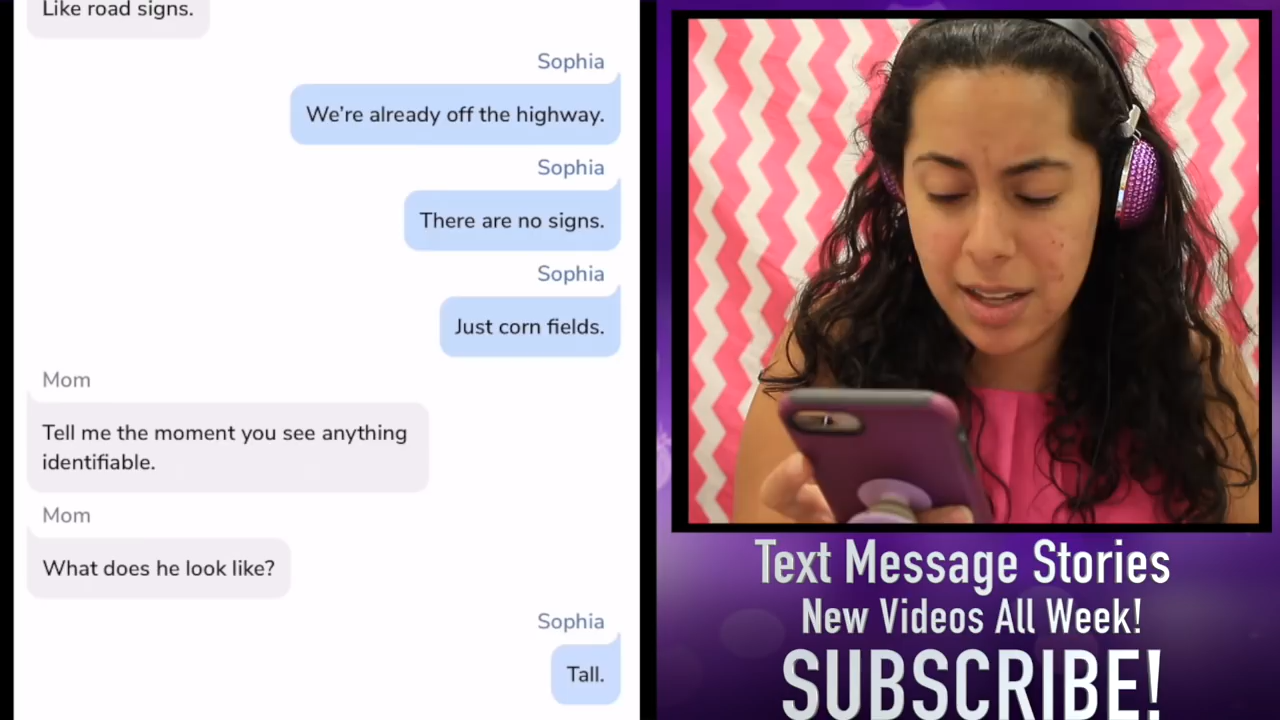 Like road signs.
Sophia
We're already off the highway.
Sophia
There are no signs.
Sophia
Just corn fields.
Mom
Tell me the moment you see anything
identifiable.
Mom
What does he look like?
Sophia
Tall.
Text Message Stories
New Videos All Week!
SUBSCRIBE!